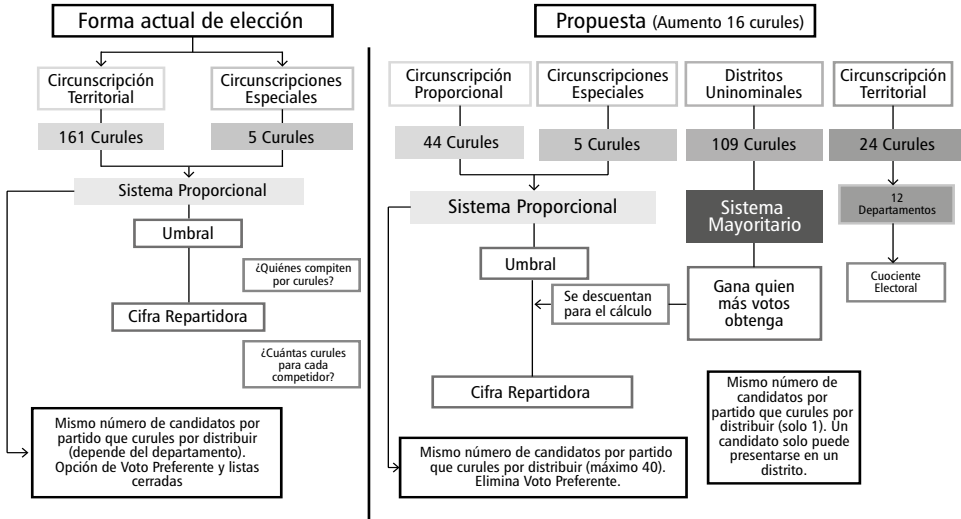 Forma actual de elección
Circunscripción
Territorial
Circunscripciones
Especiales
161 Curules
5 Curules
Sistema Proporcional
Umbral
¿Quiénes compiten
por curules?
Cifra Repartidora
¿Cuántas curules
para cada
competidor?
Mismo número de candidatos por
partido que curules por distribuir
(depende del departamento).
Opción de Voto Preferente y listas
cerradas
Propuesta (Aumento 16 curules)
Circunscripción
Proporcional
Circunscripciones
Especiales
Distritos
Uninominales
Circunscripción
Territorial
44 Curules
5 Curules
109 Curules
24 Curules
Sistema Proporcional
Sistema
Mayoritario
12
Departamentos
Umbral
Se descuentan
para el cálculo
Gana quien
más votos
obtenga
Cuociente
Electoral
Cifra Repartidora
Mismo número de candidatos por partido
que curules por distribuir (máximo 40).
Elimina Voto Preferente.
Mismo número de
candidatos por
partido que curules por
distribuir (solo 1). Un
candidato solo puede
presentarse en un
distrito.